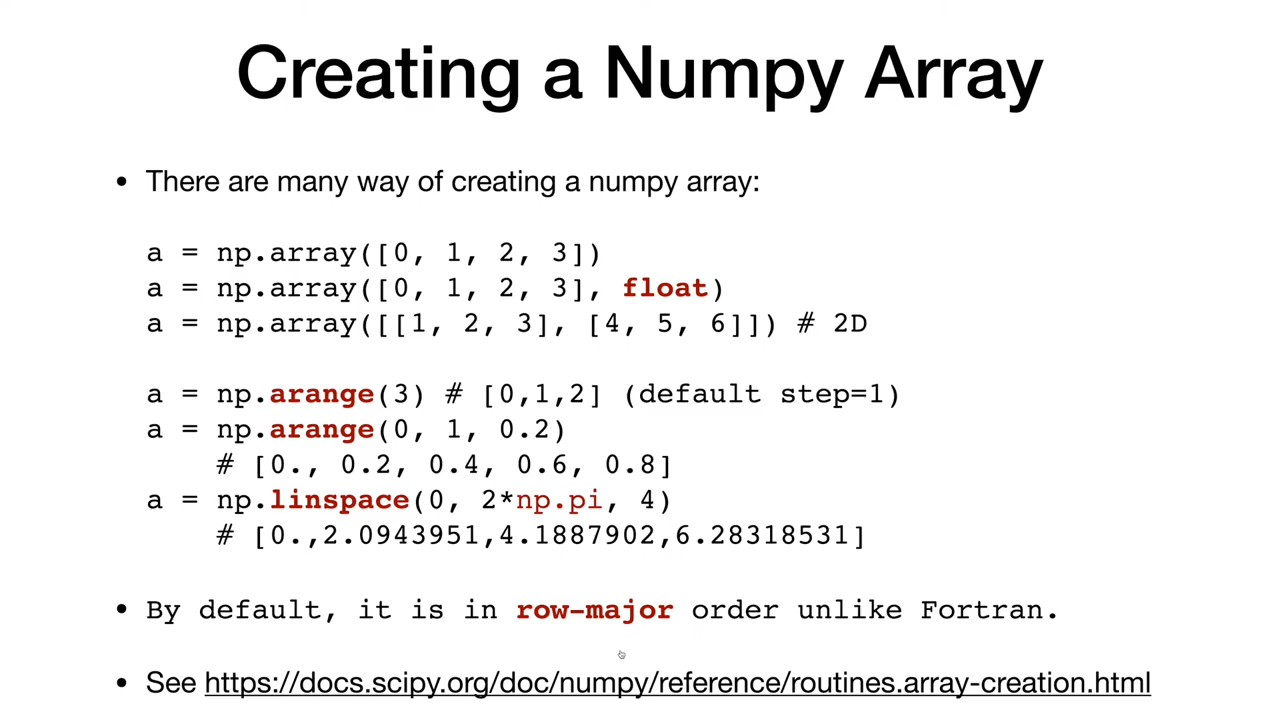 Creating a Numpy Array
• There are many way of creating a numpy array:
a = np.array([0, 1, 2, 3])
a = np.array([0, 1, 2, 3], float)
a = np.array([[1, 2, 3], [4, 5, 6]]) # 2D
a = np.arange(3) # [0,1,2] (default step=1)
a = np.arange(0, 1, 0.2)
# [0., 0.2, 0.4, 0.6, 0.8]
a = np.linspace(0, 2*np.pi, 4)
# [0.,2.0943951,4.1887902,6.28318531]
• By default, it is in row-major order unlike Fortran.
• See https://docs.scipy.org/doc/numpy/reference/routines.array-creation.html